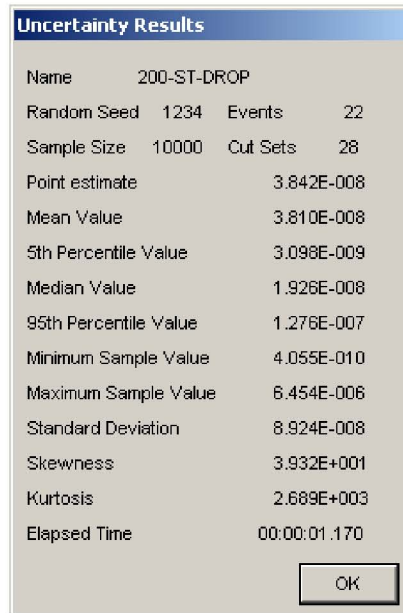 Uncertainty Results
Name 200-ST-DROP
Random Seed 1234 Events 22
Sample Size 10000 Cut Sets 28
Point estimate 3.842E-008
Mean Value 3.810E-008
5th Percentile Value 3.098E-009
Median Value 1.926E-008
95th Percentile Value 1.276E-007
Minimum Sample Value 4.055E-010
Maximum Sample Value 6.454E-006
Standard Deviation 8.924E-008
Skewness 3.932E+001
Kurtosis 2.689E+003
Elapsed Time 00:00:01.170
OK